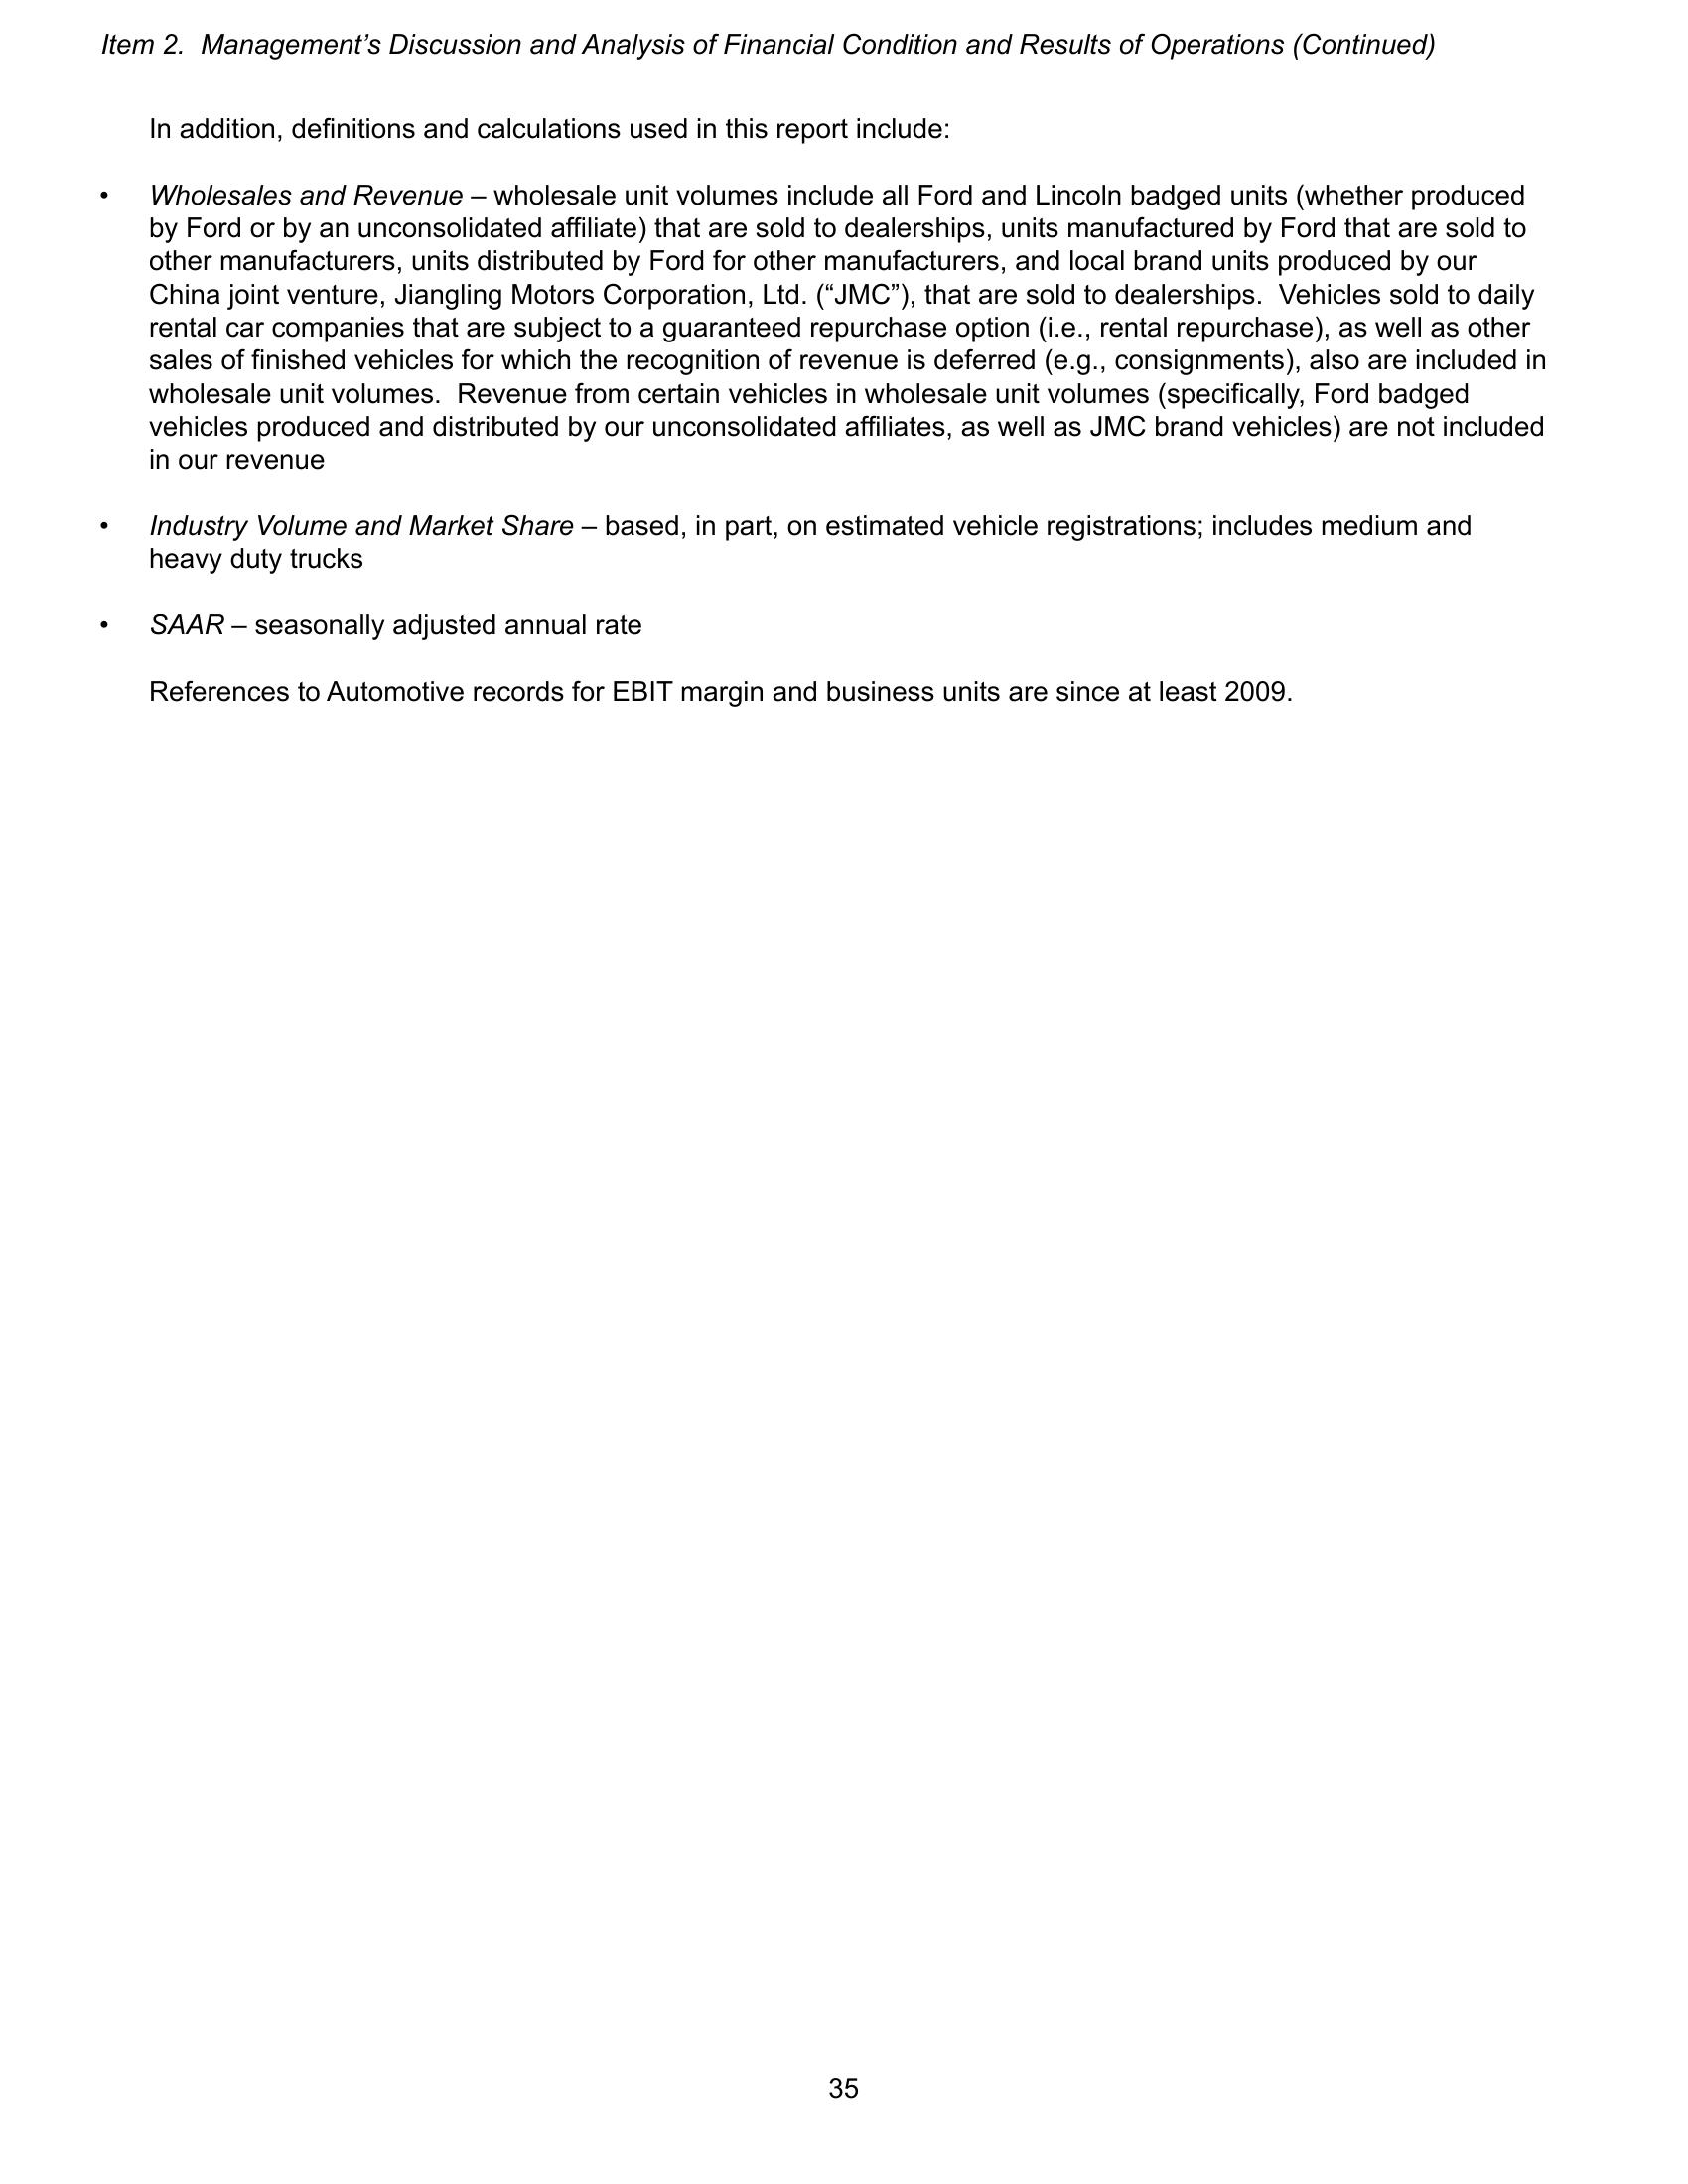 Item 2.  Management’s Discussion and Analysis of Financial Condition and Results of Operations (Continued)
In addition, definitions and calculations used in this report include:
• Wholesales and Revenue – wholesale unit volumes include all Ford and Lincoln badged units (whether produced
by Ford or by an unconsolidated affiliate) that are sold to dealerships, units manufactured by Ford that are sold to
other manufacturers, units distributed by Ford for other manufacturers, and local brand units produced by our
China joint venture, Jiangling Motors Corporation, Ltd. (“JMC”), that are sold to dealerships.  Vehicles sold to daily
rental car companies that are subject to a guaranteed repurchase option (i.e., rental repurchase), as well as other
sales of finished vehicles for which the recognition of revenue is deferred (e.g., consignments), also are included in
wholesale unit volumes.  Revenue from certain vehicles in wholesale unit volumes (specifically, Ford badged
vehicles produced and distributed by our unconsolidated affiliates, as well as JMC brand vehicles) are not included
in our revenue
• Industry Volume and Market Share – based, in part, on estimated vehicle registrations; includes medium and
heavy duty trucks
• SAAR – seasonally adjusted annual rate
References to Automotive records for EBIT margin and business units are since at least 2009.
35